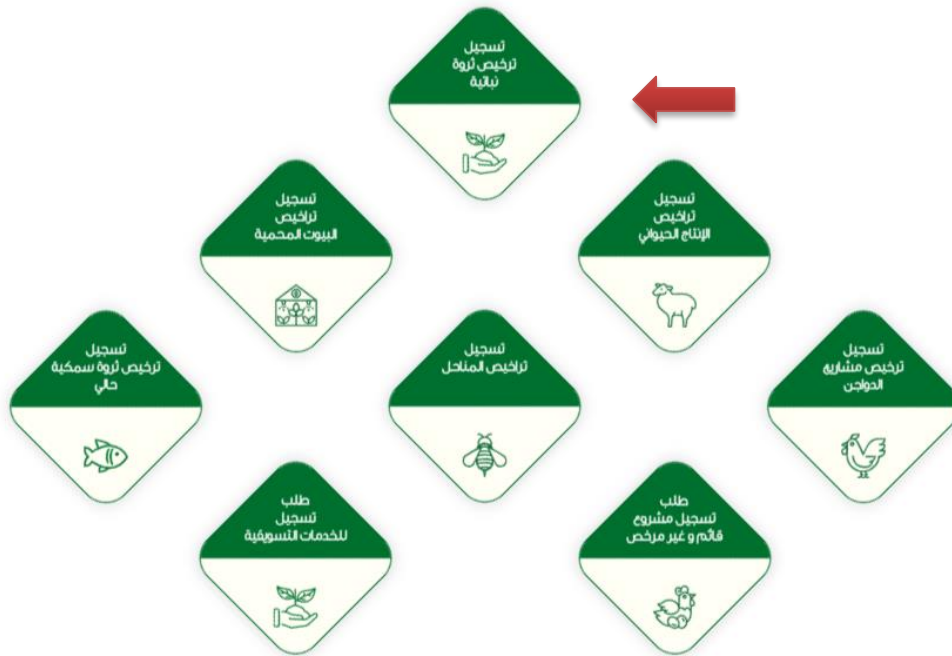 تسجيل
ترخيص ثروة
نباتية
تسجيل
تراخيص
الإنتاج الحيواني
تسجيل
تراخيص
البيوت المحمية
تسجيل
ترخيص مشاريع
الدواجن
تسجيل
تراخيص المناحل
تسجيل
ترخيص ثروة سمكية
حالي
طلب
تسجيل مشروع
قائم و غير مرخص
طلب
تسجيل
للخدمات التسويقية